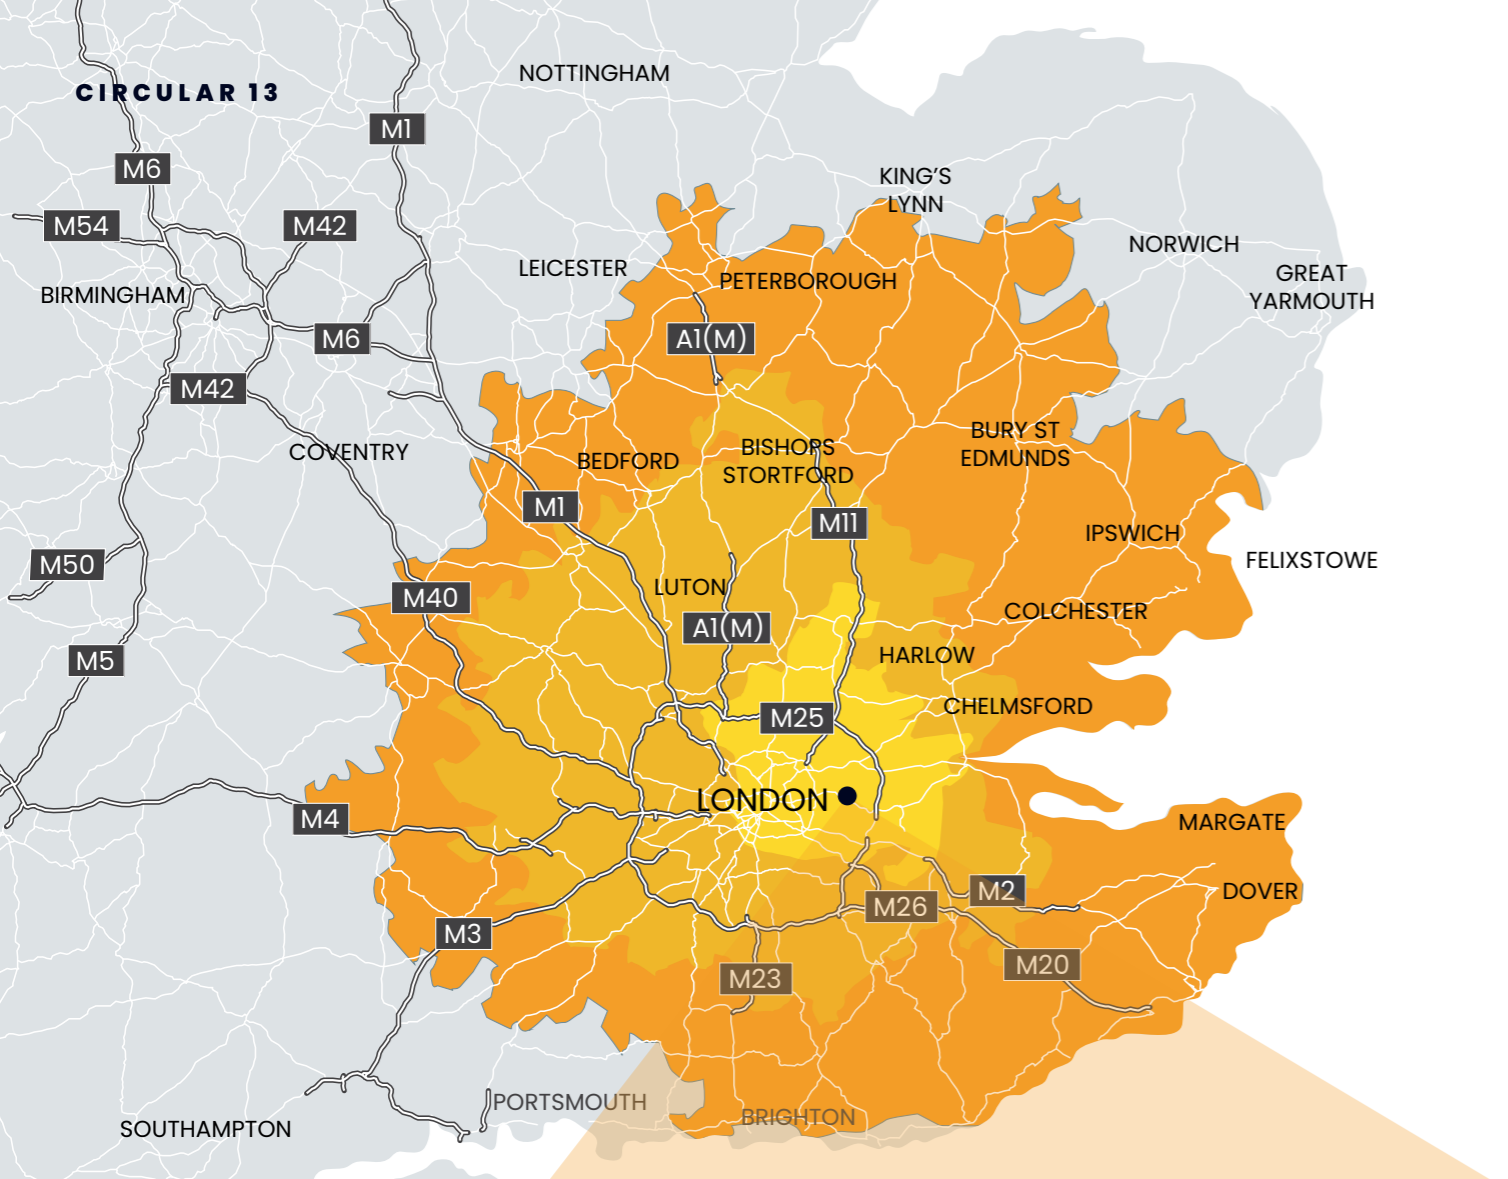 NOTTINGHAM
CIRCULAR 13
M1
M6
KING'S
LYNN
M54
M42
NORWICH
LEICESTER
PETERBOROUGH
GREAT
YARMOUTH
BIRMINGHAM
M6
A1(M)
M42
COVENTRY
BEDFORD
BISHOPS
STORTFORD
BURY ST
EDMUNDS
M1
M11
IPSWICH
M50
FELIXSTOWE
M40
LUTON
A1(M)
COLCHESTER
M5
HARLOW
CHELMSFORD
M25
LONDON
M4
MARGATE
M2
DOVER
M26
M3
M20
M23
PORTSMOUTH
BRIGHTON
SOUTHAMPTON